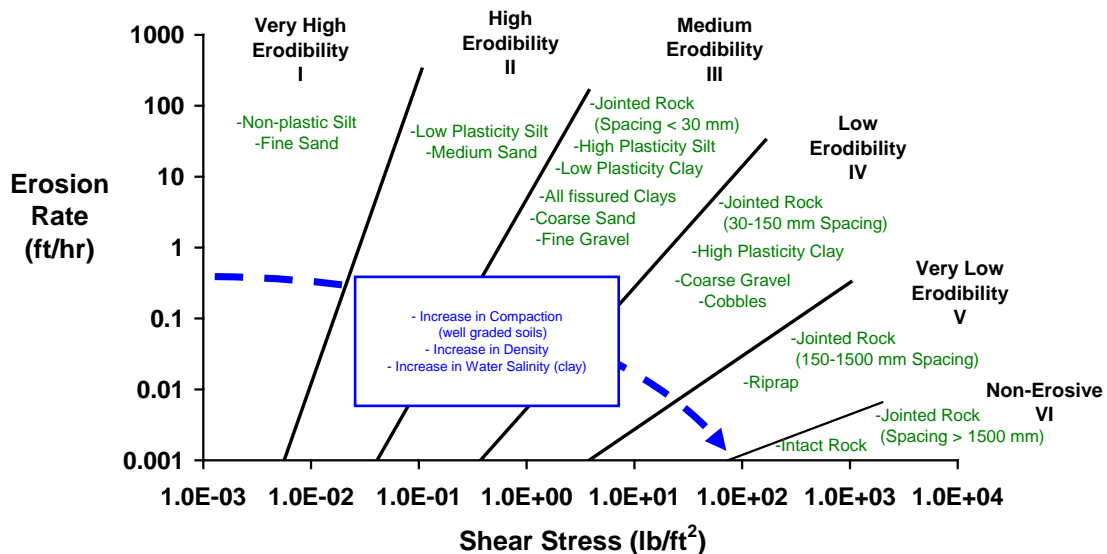 Very High
Erodibility
I
High
Erodibility
II
Medium
Erodibility
III
Low
Erodibility
IV
Very Low
Erodibility
V
Non-Erosive
VI
Erosion
Rate
(ft/hr)
1000
100
10
1
0.1
0.01
0.001
-Non-plastic Silt
-Fine Sand
-Low Plasticity Silt
-Medium Sand
-Jointed Rock
(Spacing < 30 mm)
-High Plasticity Silt
-Low Plasticity Clay
-All fissured Clays
-Coarse Sand
-Fine Gravel
-Jointed Rock
(30-150 mm Spacing)
-High Plasticity Clay
-Coarse Gravel
-Cobbles
-Jointed Rock
(150-1500 mm Spacing)
-Riprap
-Jointed Rock
(Spacing > 1500 mm)
-Intact Rock
- Increase in Compaction
(well graded soils)
- Increase in Density
- Increase in Water Salinity (clay)
1.0E-03 1.0E-02 1.0E-01 1.0E+00 1.0E+01 1.0E+02 1.0E+03 1.0E+04
Shear Stress (lb/ft²)